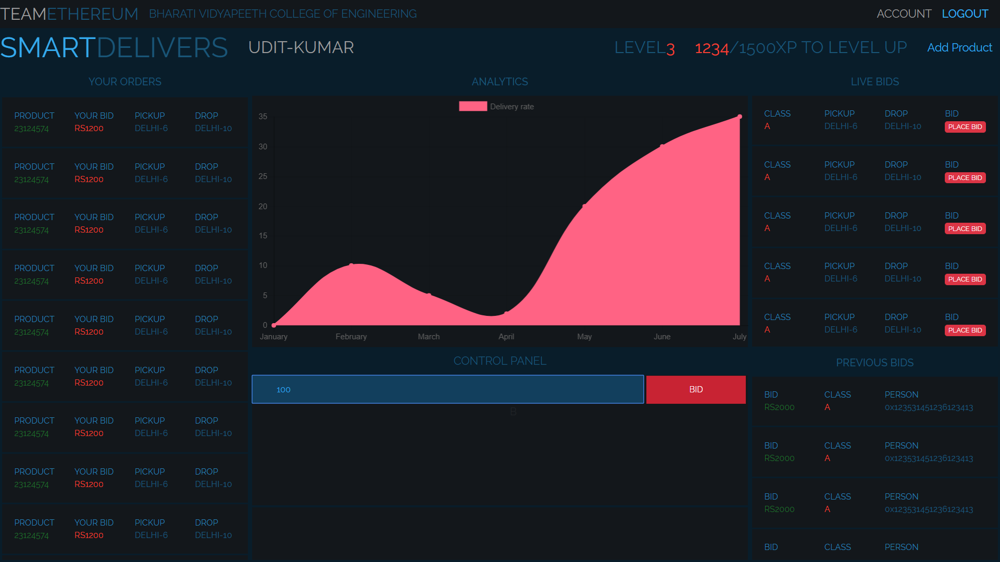 TEAMETHEREUM BHARATI VIDYAPEETH COLLEGE OF ENGINEERING ACCOUNT LOGOUT
SMARTDELIVERS UDIT-KUMAR LEVEL3 1234/1500XP TO LEVEL UP Add Product
YOUR ORDERS
PRODUCT YOUR BID PICKUP DROP
23124574 RS1200 DELHI-6 DELHI-10
PRODUCT YOUR BID PICKUP DROP
23124574 RS1200 DELHI-6 DELHI-10
PRODUCT YOUR BID PICKUP DROP
23124574 RS1200 DELHI-6 DELHI-10
PRODUCT YOUR BID PICKUP DROP
23124574 RS1200 DELHI-6 DELHI-10
PRODUCT YOUR BID PICKUP DROP
23124574 RS1200 DELHI-6 DELHI-10
PRODUCT YOUR BID PICKUP DROP
23124574 RS1200 DELHI-6 DELHI-10
PRODUCT YOUR BID PICKUP DROP
23124574 RS1200 DELHI-6 DELHI-10
PRODUCT YOUR BID PICKUP DROP
23124574 RS1200 DELHI-6 DELHI-10
PRODUCT YOUR BID PICKUP DROP
23124574 RS1200 DELHI-6 DELHI-10
ANALYTICS
Delivery rate
35
30
25
20
15
10
5
0
January February March April May June July
CONTROL PANEL
100 BID
B
LIVE BIDS
CLASS PICKUP DROP BID
A DELHI-6 DELHI-10 PLACE BID
CLASS PICKUP DROP BID
A DELHI-6 DELHI-10 PLACE BID
CLASS PICKUP DROP BID
A DELHI-6 DELHI-10 PLACE BID
CLASS PICKUP DROP BID
A DELHI-6 DELHI-10 PLACE BID
CLASS PICKUP DROP BID
A DELHI-6 DELHI-10 PLACE BID
PREVIOUS BIDS
BID CLASS PERSON
RS2000 A 0x123531451236123413
BID CLASS PERSON
RS2000 A 0x123531451236123413
BID CLASS PERSON
RS2000 A 0x123531451236123413
BID CLASS PERSON